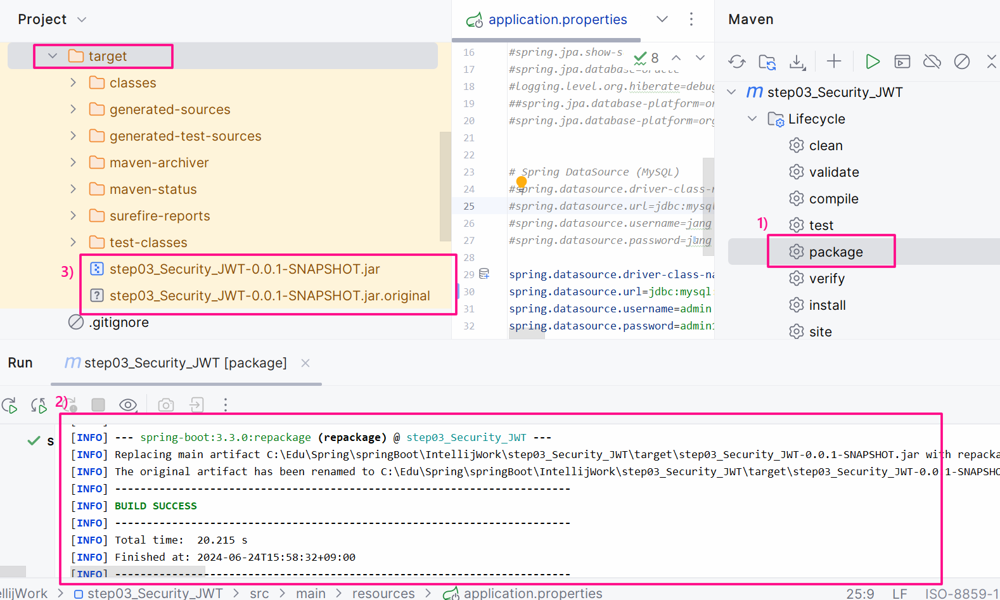 Project
target
classes
generated-sources
generated-test-sources
maven-archiver
maven-status
surefire-reports
test-classes
3)
step03_Security_JWT-0.0.1-SNAPSHOT.jar
step03_Security_JWT-0.0.1-SNAPSHOT.jar.original
.gitignore
application.properties
8
16 #spring.jpa.show-s
17 #spring.jpa.database=oracle
18 #logging.level.org.hiberate=debug
19 ##spring.jpa.database-platform=or
20 #spring.jpa.database-platform=org
21
22
23 # Spring DataSource (MySQL)
24 #spring.datasource.driver-class-n
25 #spring.datasource.url=jdbc:mysql
26 #spring.datasource.username=jang
27 #spring.datasource.password=jang
28
29 spring.datasource.driver-class-na
30 spring.datasource.url=jdbc:mysql
31 spring.datasource.username=admin
32 spring.datasource.password=admin1
Maven
step03_Security_JWT
Lifecycle
clean
validate
compile
test
1)
package
verify
install
site
Run
step03_Security_JWT [package]
2)
s
[INFO] --- spring-boot:3.3.0:repackage (repackage) @ step03_Security_JWT ---
[INFO] Replacing main artifact C:\Edu\Spring\springBoot\IntellijWork\step03_Security_JWT\target\step03_Security_JWT-0.0.1-SNAPSHOT.jar with repacka
[INFO] The original artifact has been renamed to C:\Edu\Spring\springBoot\IntellijWork\step03_Security_JWT\target\step03_Security_JWT-0.0.1-SNAPSHO
[INFO] ------------------------------------------------------------------------
[INFO] BUILD SUCCESS
[INFO] ------------------------------------------------------------------------
[INFO] Total time:  20.215 s
[INFO] Finished at: 2024-06-24T15:58:32+09:00
[INFO] ------------------------------------------------------------------------
ellijWork > step03_Security_JWT > src > main > resources > application.properties
25:9 LF ISO-8859-1